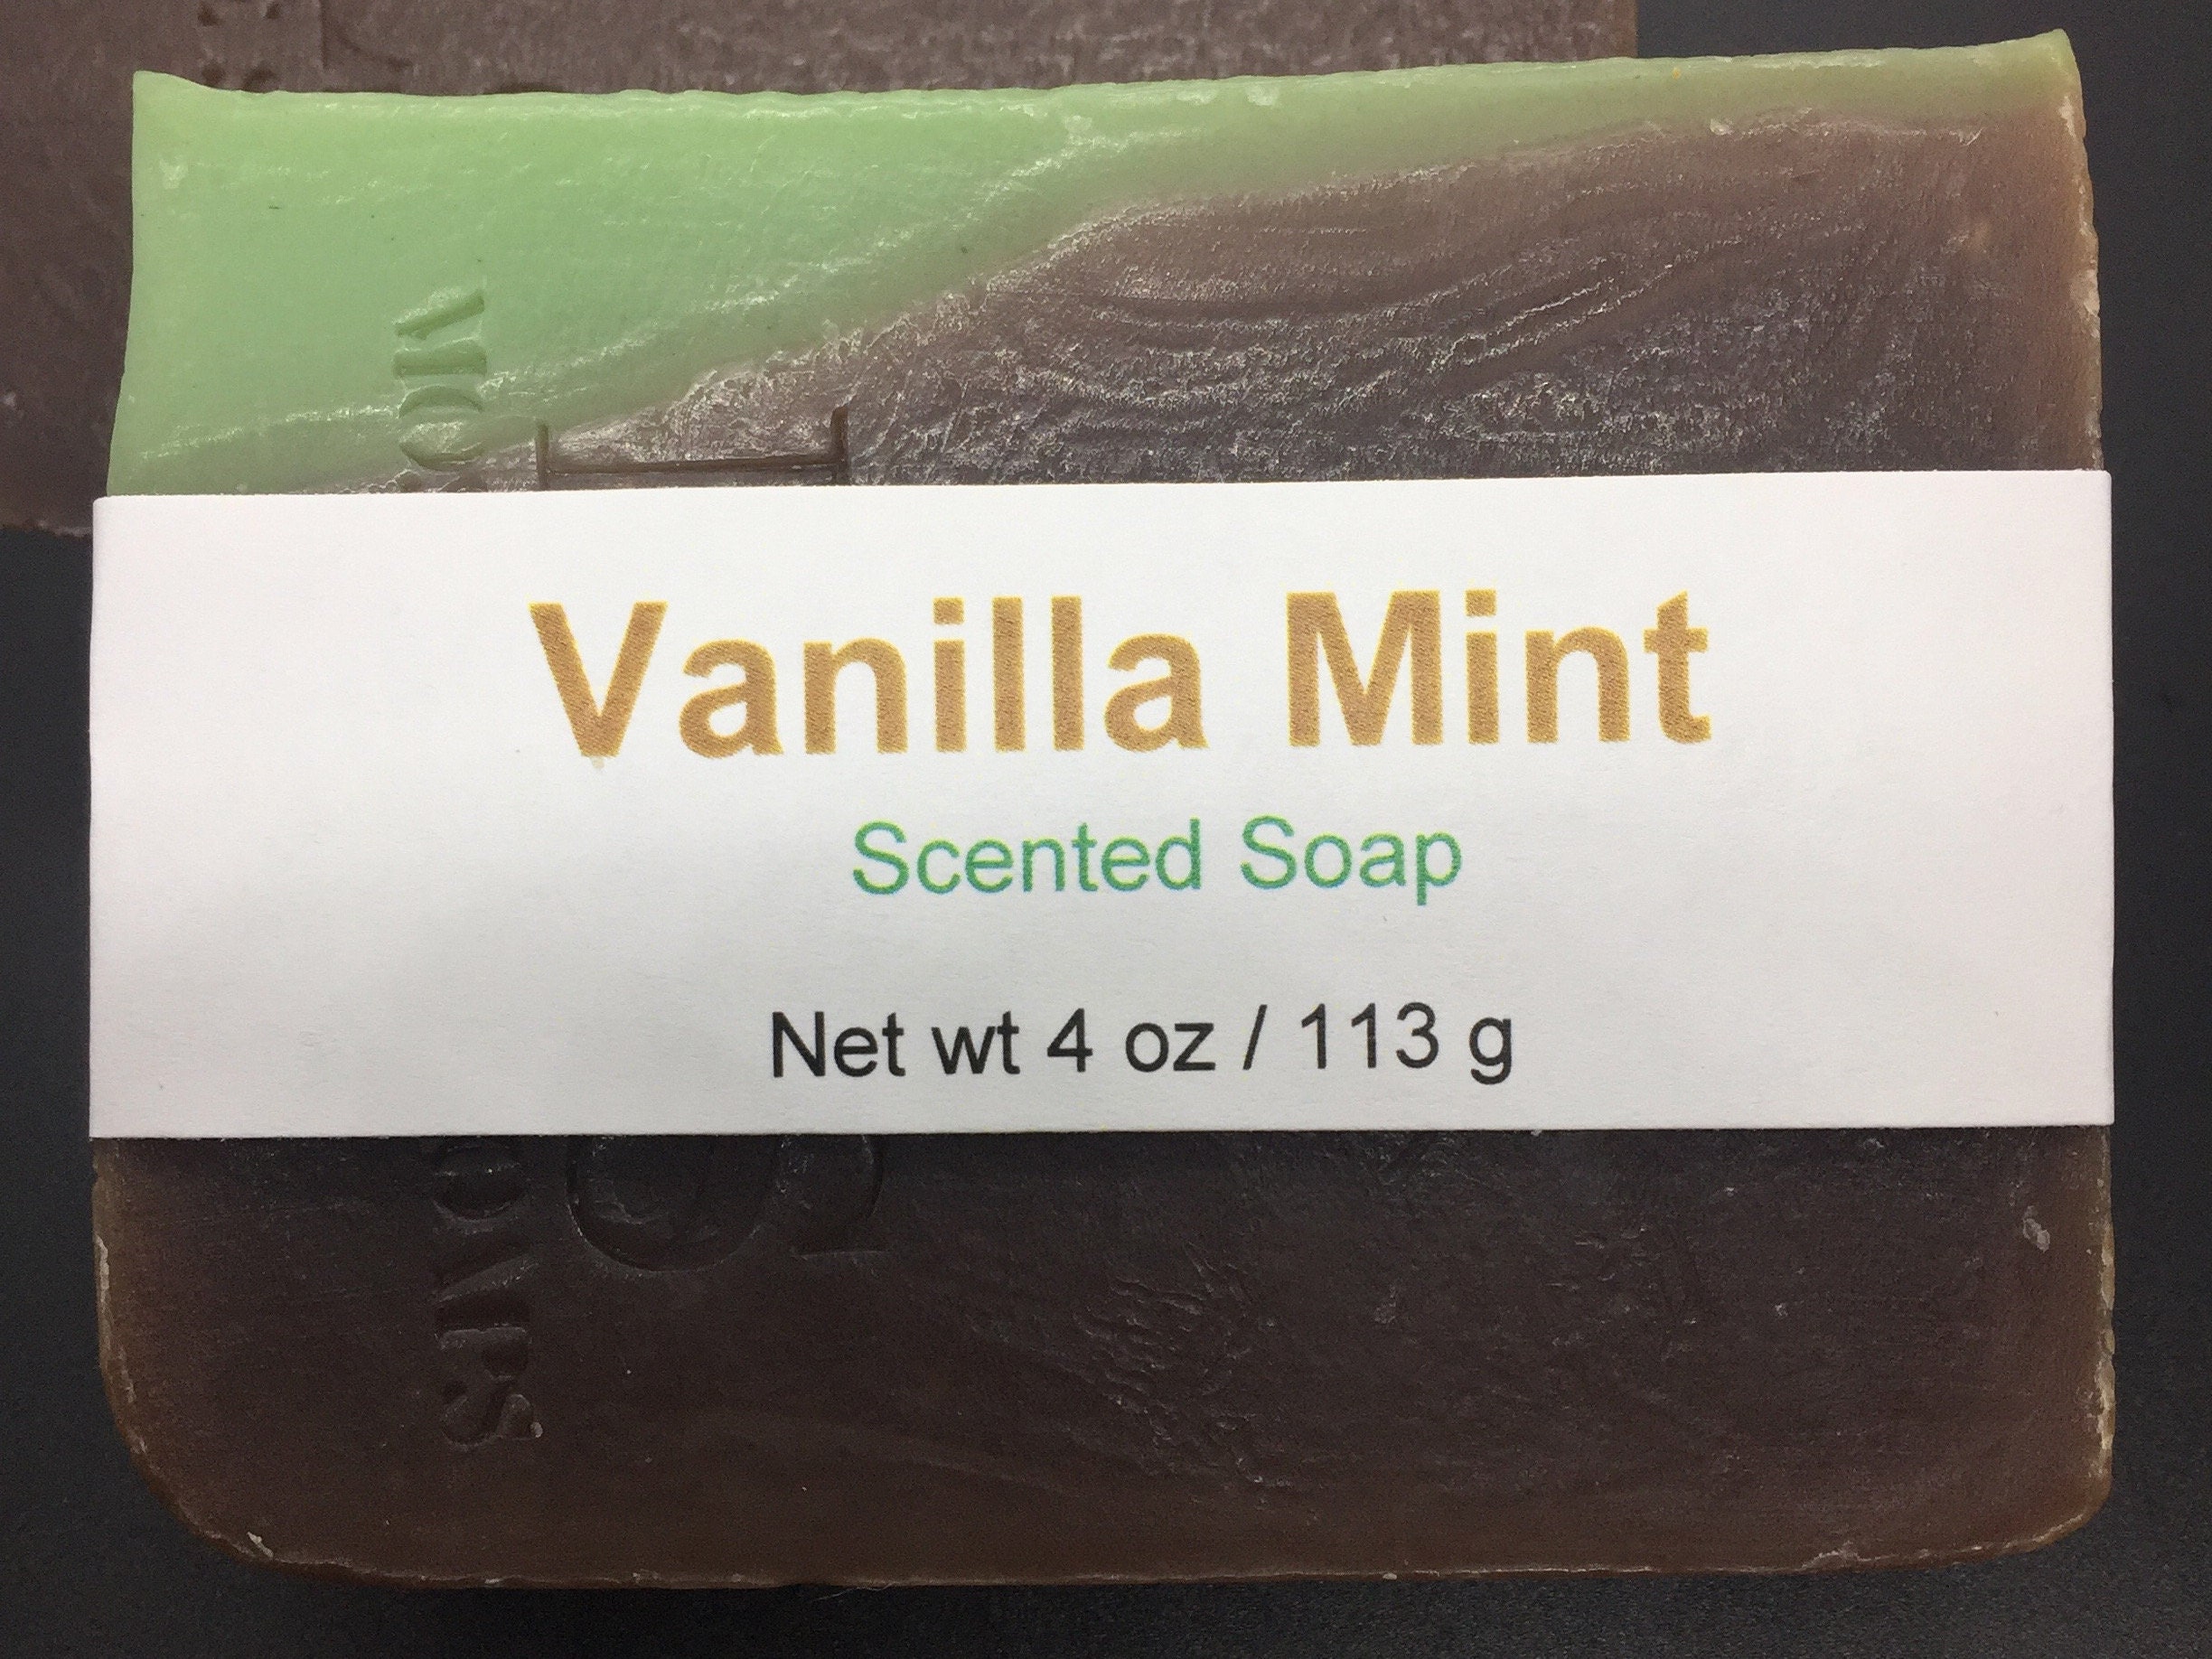 Vanilla Mint
Scented Soap
Net wt 4 oz / 113 g